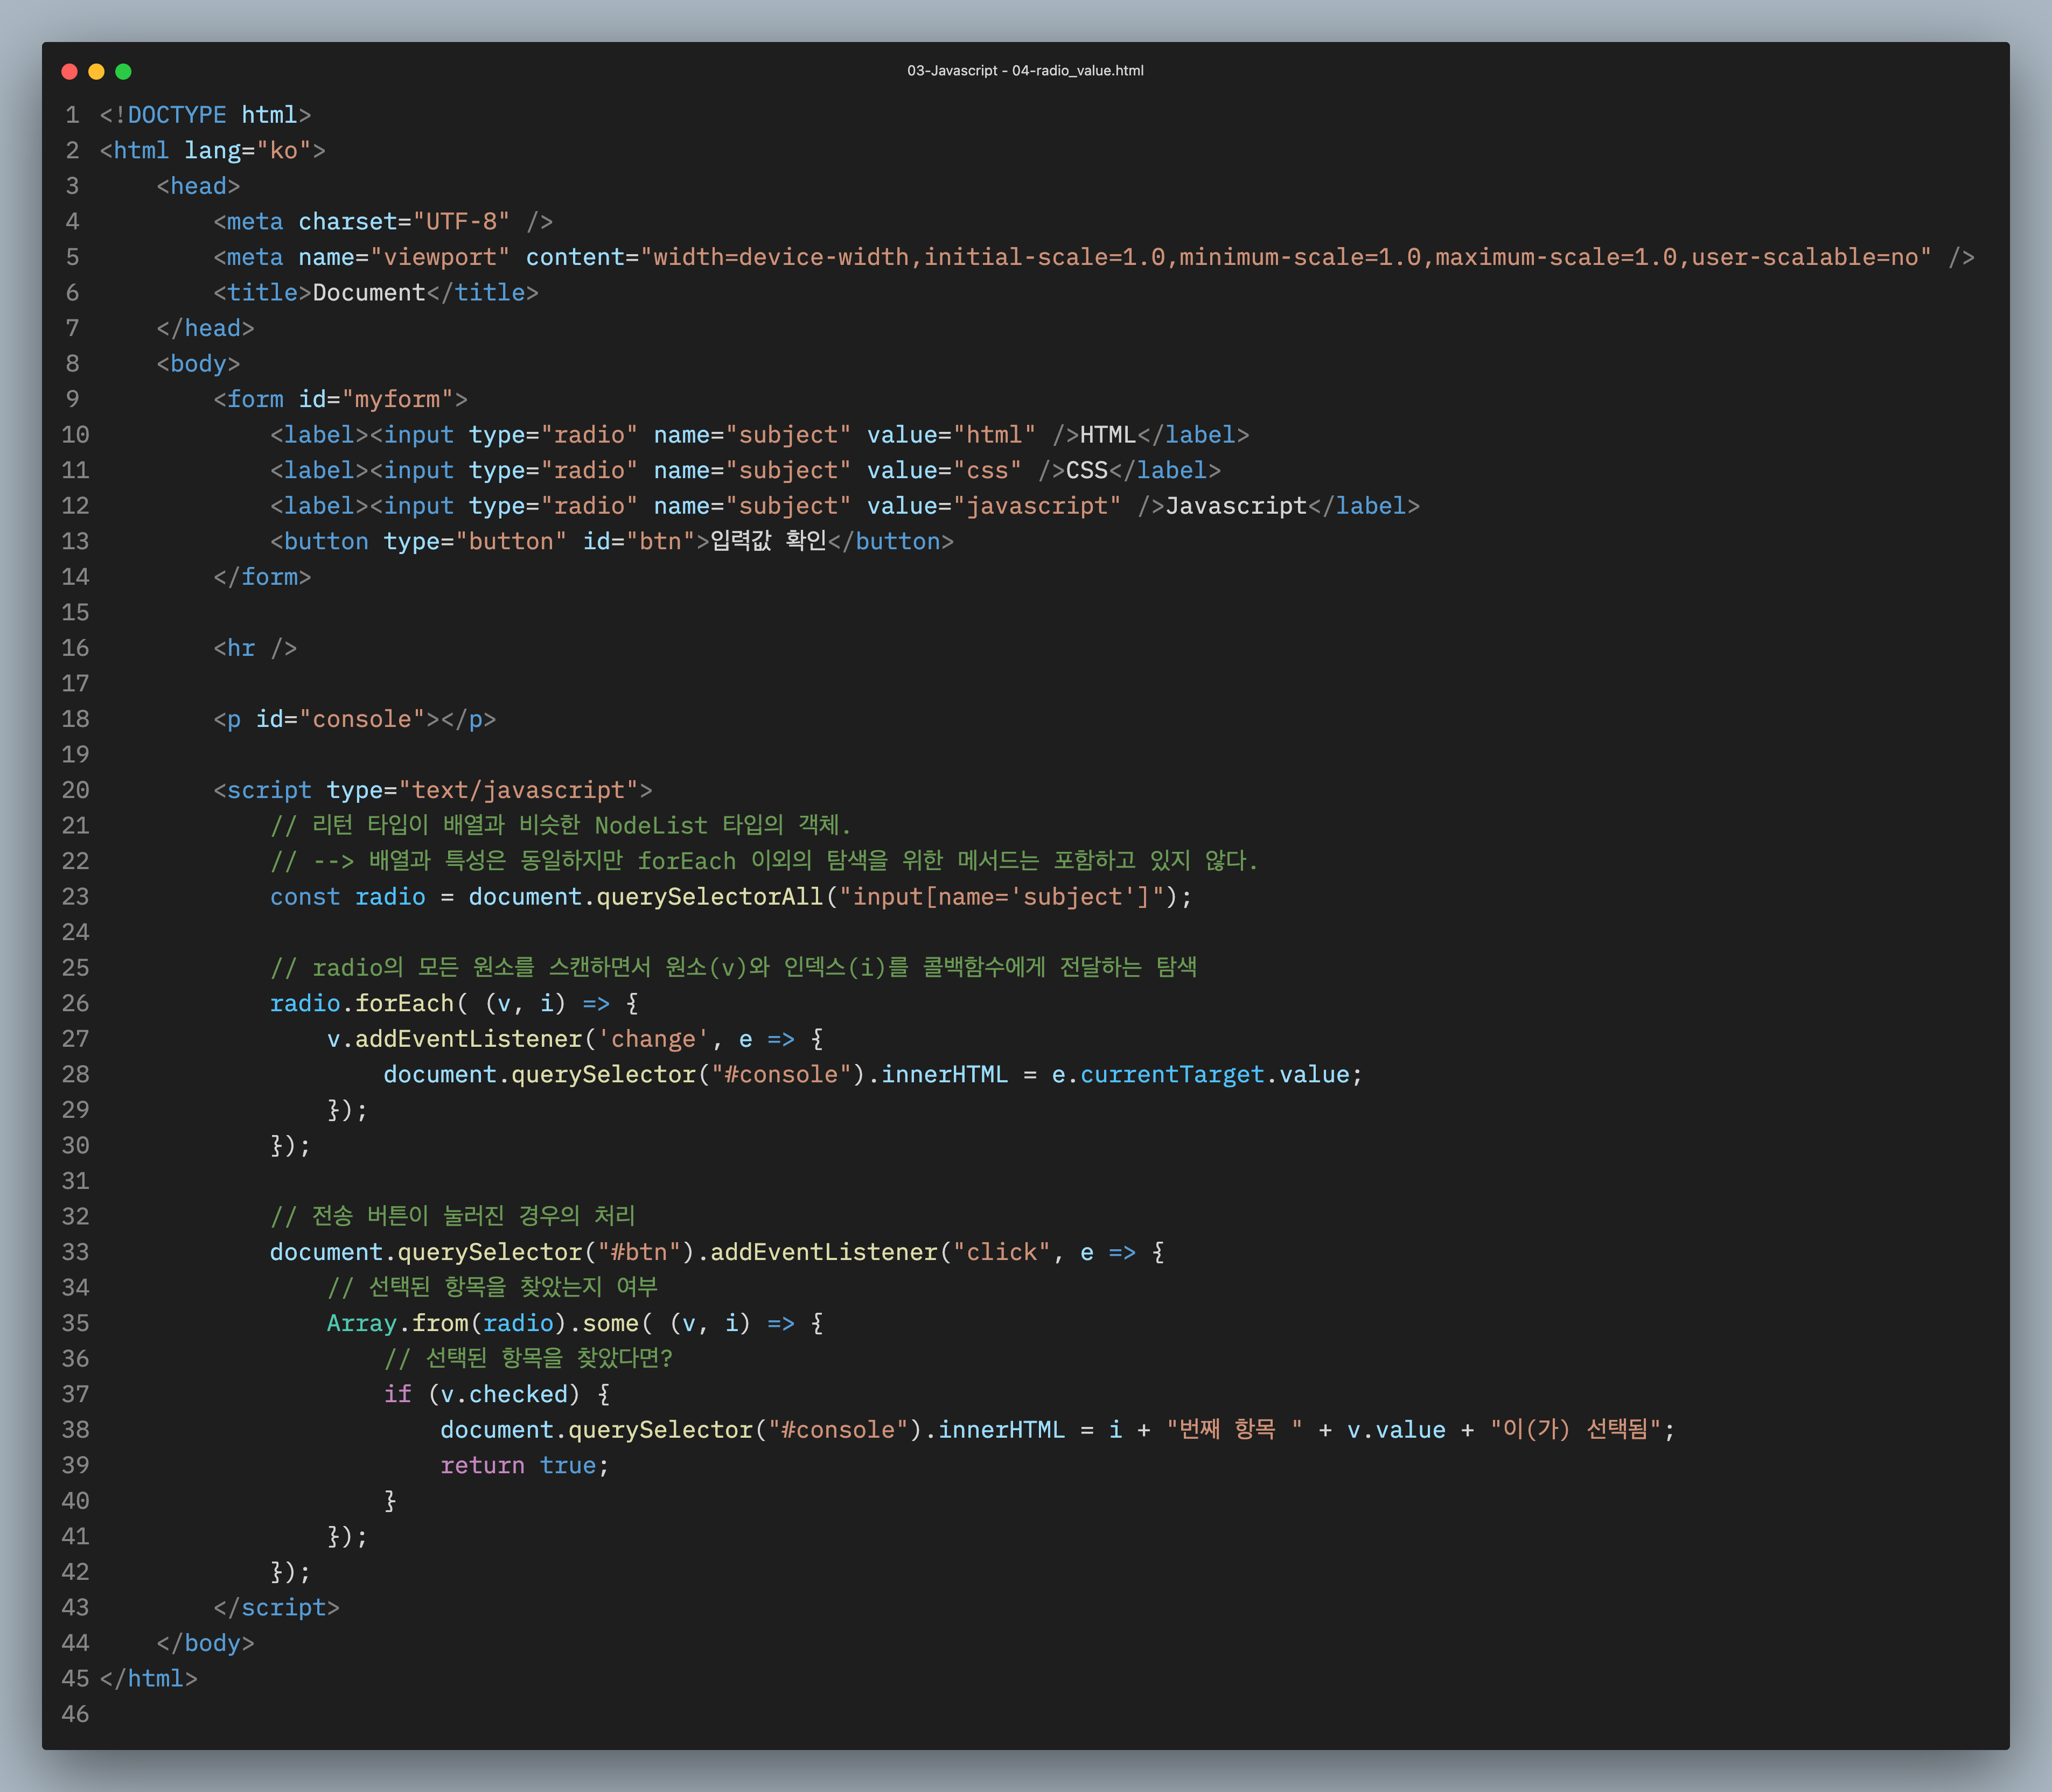 03-Javascript - 04-radio_value.html
1 <!DOCTYPE html>
2 <html lang="ko">
3     <head>
4         <meta charset="UTF-8" />
5         <meta name="viewport" content="width=device-width,initial-scale=1.0,minimum-scale=1.0,maximum-scale=1.0,user-scalable=no" />
6         <title>Document</title>
7     </head>
8     <body>
9         <form id="myform">
10             <label><input type="radio" name="subject" value="html" />HTML</label>
11             <label><input type="radio" name="subject" value="css" />CSS</label>
12             <label><input type="radio" name="subject" value="javascript" />Javascript</label>
13             <button type="button" id="btn">입력값 확인</button>
14         </form>
15
16         <hr />
17
18         <p id="console"></p>
19
20         <script type="text/javascript">
21             // 리턴 타입이 배열과 비슷한 NodeList 타입의 객체.
22             // --> 배열과 특성은 동일하지만 forEach 이외의 탐색을 위한 메서드는 포함하고 있지 않다.
23             const radio = document.querySelectorAll("input[name='subject']");
24
25             // radio의 모든 원소를 스캔하면서 원소(v)와 인덱스(i)를 콜백함수에게 전달하는 탐색
26             radio.forEach( (v, i) => {
27                 v.addEventListener('change', e => {
28                     document.querySelector("#console").innerHTML = e.currentTarget.value;
29                 });
30             });
31
32             // 전송 버튼이 눌러진 경우의 처리
33             document.querySelector("#btn").addEventListener("click", e => {
34                 // 선택된 항목을 찾았는지 여부
35                 Array.from(radio).some( (v, i) => {
36                     // 선택된 항목을 찾았다면?
37                     if (v.checked) {
38                         document.querySelector("#console").innerHTML = i + "번째 항목 " + v.value + "이(가) 선택됨";
39                         return true;
40                     }
41                 });
42             });
43         </script>
44     </body>
45 </html>
46